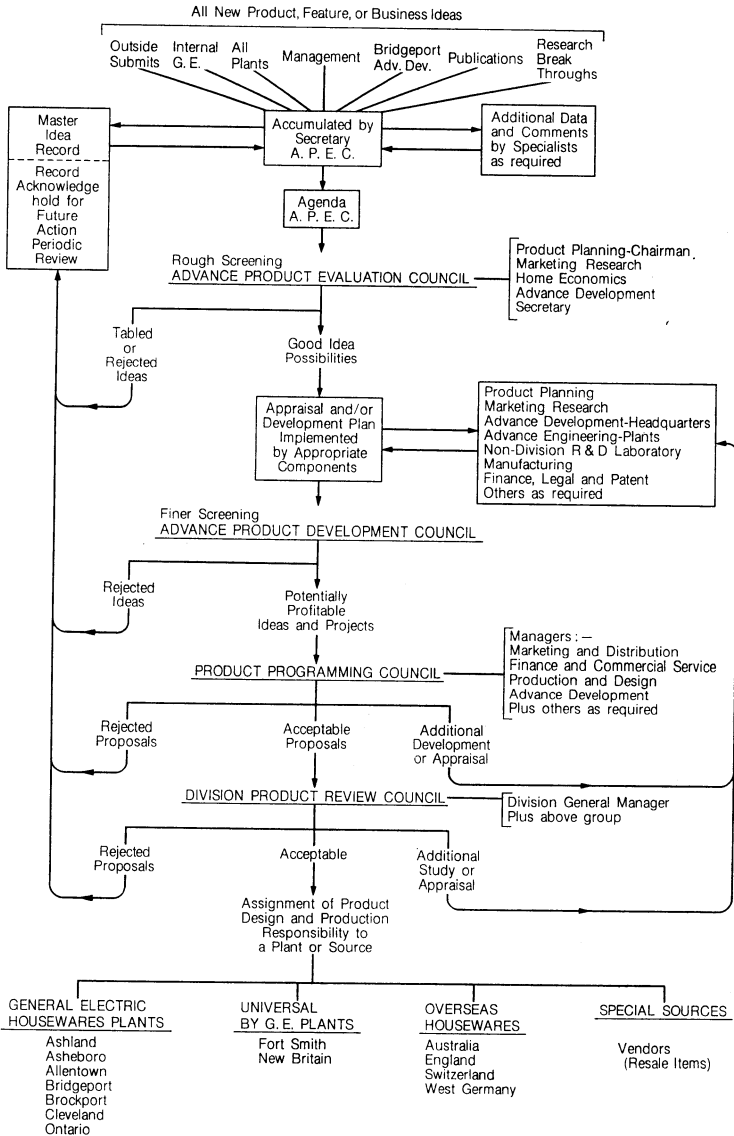 All New Product, Feature, or Business Ideas
Outside
Submits
Internal
G. E.
All
Plants
Management
Bridgeport
Adv. Dev.
Publications
Research
Break
Throughs
Master
Idea
Record
Record
Acknowledge
hold for
Future
Action
Periodic
Review
Accumulated by
Secretary
A. P. E. C.
Additional Data
and Comments
by Specialists
as required
Agenda
A. P. E. C.
Rough Screening
ADVANCE PRODUCT EVALUATION COUNCIL
Product Planning-Chairman
Marketing Research
Home Economics
Advance Development
Secretary
Tabled
or
Rejected
Ideas
Good Idea
Possibilities
Appraisal and/or
Development Plan
Implemented
by Appropriate
Components
Product Planning
Marketing Research
Advance Development-Headquarters
Advance Engineering-Plants
Non-Division R & D Laboratory
Manufacturing
Finance, Legal and Patent
Others as required
Finer Screening
ADVANCE PRODUCT DEVELOPMENT COUNCIL
Rejected
Ideas
Potentially
Profitable
Ideas and Projects
PRODUCT PROGRAMMING COUNCIL
Managers : —
Marketing and Distribution
Finance and Commercial Service
Production and Design
Advance Development
Plus others as required
Rejected
Proposals
Acceptable
Proposals
Additional
Development
or Appraisal
DIVISION PRODUCT REVIEW COUNCIL
Division General Manager
Plus above group
Rejected
Proposals
Acceptable
Additional
Study or
Appraisal
Assignment of Product
Design and Production
Responsibility to
a Plant or Source
GENERAL ELECTRIC
HOUSEWARES PLANTS
Ashland
Asheboro
Allentown
Bridgeport
Brockport
Cleveland
Ontario
UNIVERSAL
BY G. E. PLANTS
Fort Smith
New Britain
OVERSEAS
HOUSEWARES
Australia
England
Switzerland
West Germany
SPECIAL SOURCES
Vendors
(Resale Items)